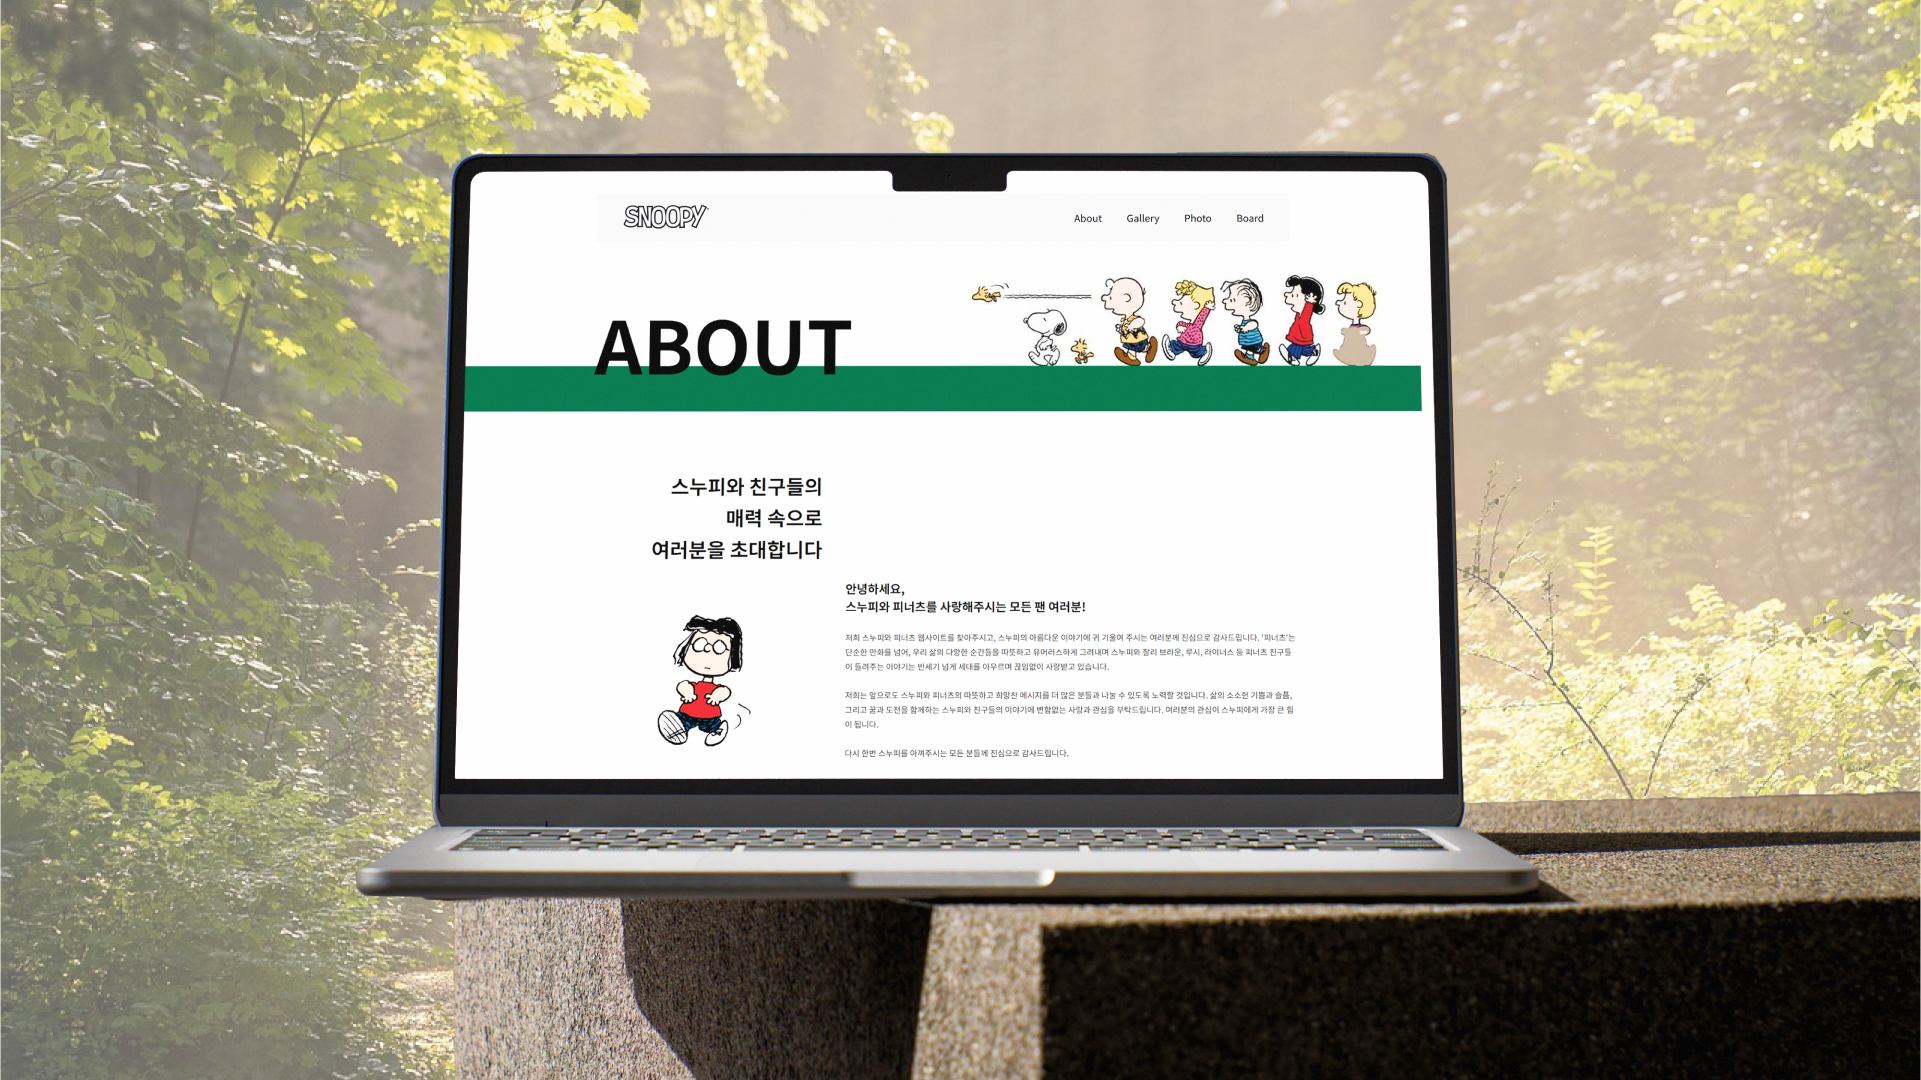 SNOOPY
About Gallery Photo Board
ABOUT
스누피와 친구들의
매력 속으로
여러분을 초대합니다
안녕하세요,
스누피와 피너츠를 사랑해주시는 모든 팬 여러분!
저희 스누피와 피너츠 웹사이트를 찾아주시고, 스누피의 아름다운 이야기에 귀 기울여 주시는 여러분께 진심으로 감사드립니다. '피너츠'는
단순한 만화를 넘어, 우리 삶의 다양한 순간들을 따뜻하고 유머러스하게 그려내며 스누피와 찰리 브라운, 루시, 라이너스 등 피너츠 친구들
이 들려주는 이야기는 반세기 넘게 세대를 아우르며 끊임없이 사랑받고 있습니다.
저희는 앞으로도 스누피와 피너츠의 따뜻하고 희망찬 메시지를 더 많은 분들과 나눌 수 있도록 노력할 것입니다. 삶의 소소한 기쁨과 슬픔,
그리고 꿈과 도전을 함께하는 스누피와 친구들의 이야기에 변함없는 사랑과 관심을 부탁드립니다. 여러분의 관심이 스누피에게 가장 큰 힘
이 됩니다.
다시 한번 스누피를 아껴주시는 모든 분들께 진심으로 감사드립니다.